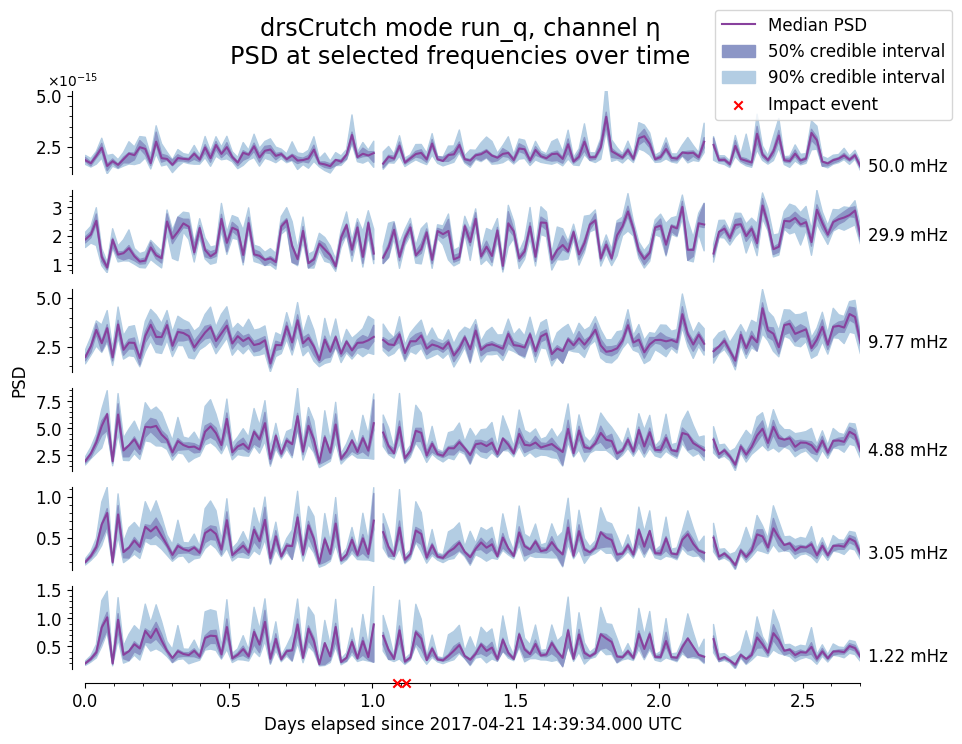 drsCrutch mode run_q, channel η
PSD at selected frequencies over time
Median PSD
50% credible interval
90% credible interval
Impact event
×10⁻¹⁵
5.0
2.5
50.0 mHz
3
2
1
29.9 mHz
5.0
2.5
9.77 mHz
PSD
7.5
5.0
2.5
4.88 mHz
1.0
0.5
3.05 mHz
1.5
1.0
0.5
1.22 mHz
0.0 0.5 1.0 1.5 2.0 2.5
Days elapsed since 2017-04-21 14:39:34.000 UTC